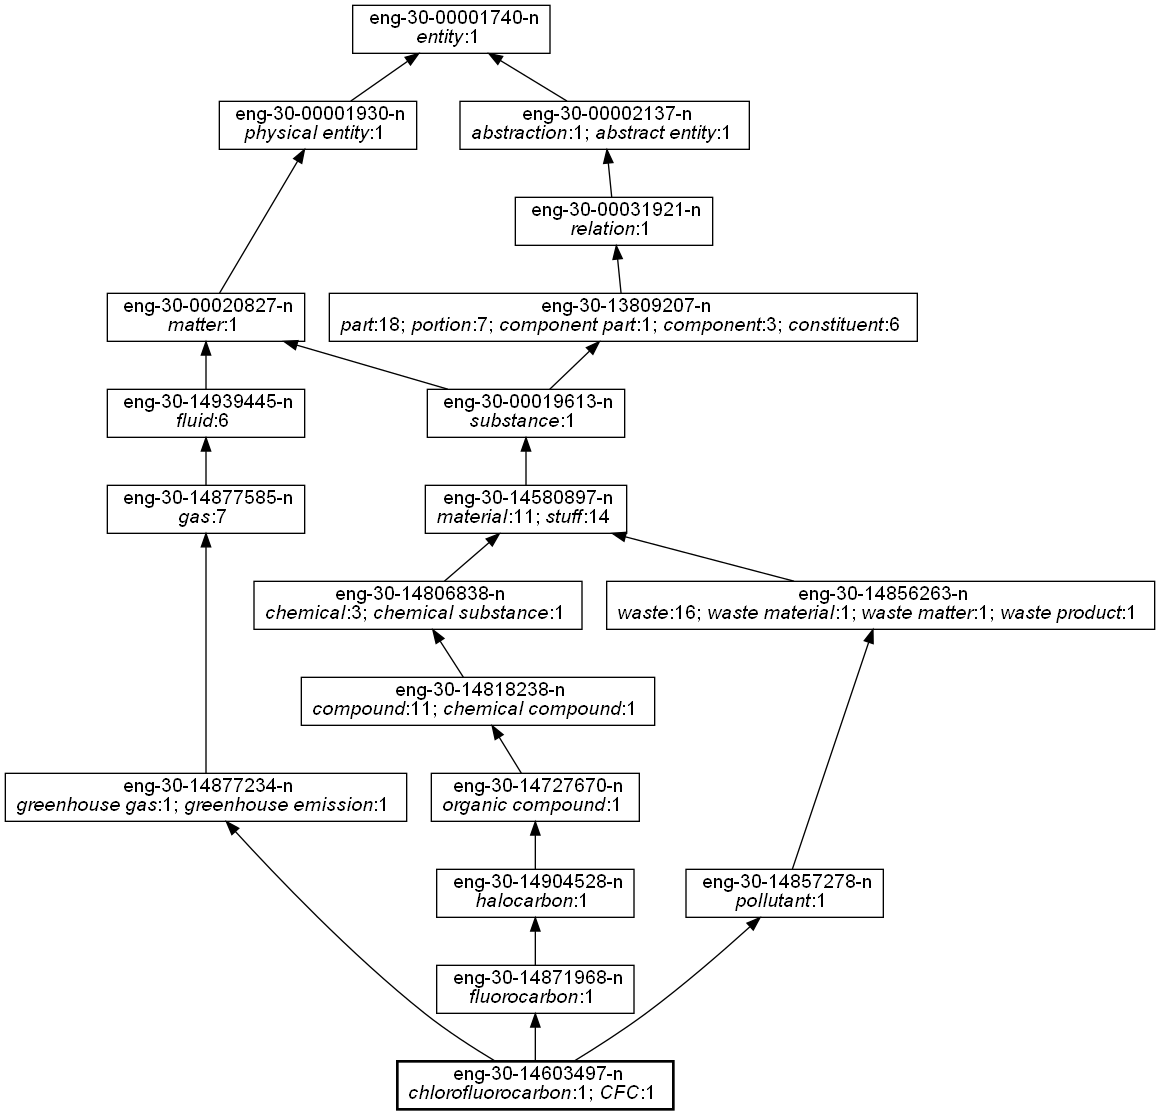 eng-30-00001740-n
entity:1
eng-30-00001930-n
physical entity:1
eng-30-00002137-n
abstraction:1; abstract entity:1
eng-30-00031921-n
relation:1
eng-30-00020827-n
matter:1
eng-30-13809207-n
part:18; portion:7; component part:1; component:3; constituent:6
eng-30-14939445-n
fluid:6
eng-30-00019613-n
substance:1
eng-30-14877585-n
gas:7
eng-30-14580897-n
material:11; stuff:14
eng-30-14806838-n
chemical:3; chemical substance:1
eng-30-14856263-n
waste:16; waste material:1; waste matter:1; waste product:1
eng-30-14818238-n
compound:11; chemical compound:1
eng-30-14877234-n
greenhouse gas:1; greenhouse emission:1
eng-30-14727670-n
organic compound:1
eng-30-14904528-n
halocarbon:1
eng-30-14857278-n
pollutant:1
eng-30-14871968-n
fluorocarbon:1
eng-30-14603497-n
chlorofluorocarbon:1; CFC:1